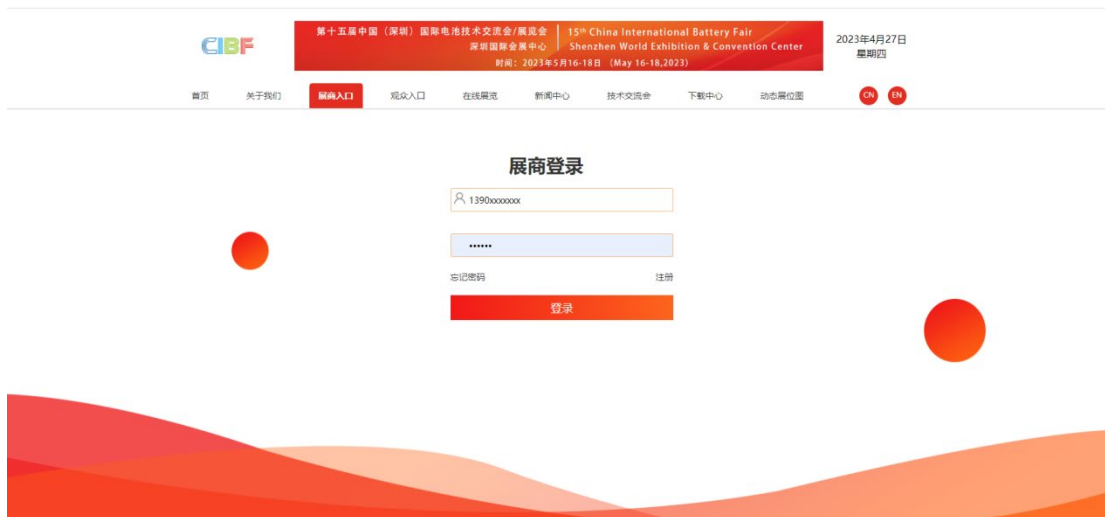 CIBF
第十五届中国（深圳）国际电池技术交流会/展览会
深圳国际会展中心
15th China International Battery Fair
Shenzhen World Exhibition & Convention Center
时间：2023年5月16-18日 （May 16-18,2023）
2023年4月27日
星期四
首页 关于我们 展商入口 观众入口 在线展览 新闻中心 技术交流会 下载中心 动态展位图 CN EN
展商登录
1390xxxxxxx
••••••
忘记密码 注册
登录